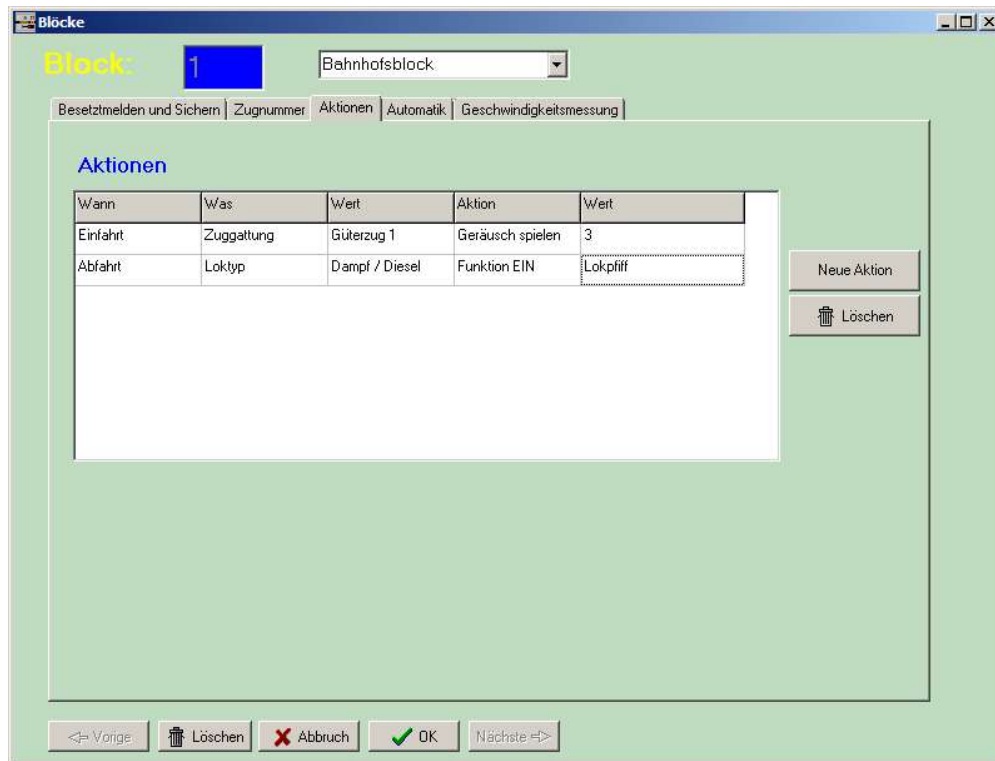 Blöcke
Block: 1 Bahnhofsblock
Besetztmelden und Sichern Zugnummer Aktionen Automatik Geschwindigkeitsmessung
Aktionen
Wann Was Wert Aktion Wert
Einfahrt Zuggattung Güterzug 1 Geräusch spielen 3
Abfahrt Loktyp Dampf / Diesel Funktion EIN Lokpfiff
Neue Aktion
Löschen
Vorige Löschen Abbruch OK Nächste